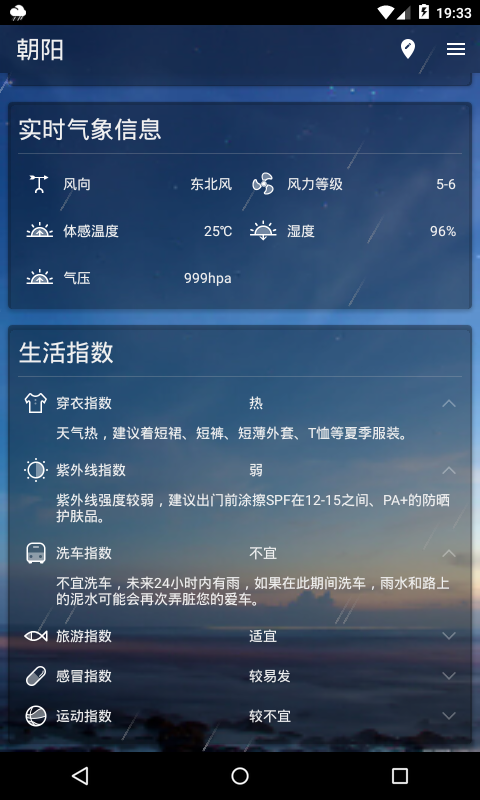 19:33
朝阳
实时气象信息
风向 东北风 风力等级 5-6
体感温度 25℃ 湿度 96%
气压 999hpa
生活指数
穿衣指数 热
天气热，建议着短裙、短裤、短薄外套、T恤等夏季服装。
紫外线指数 弱
紫外线强度较弱，建议出门前涂擦SPF在12-15之间、PA+的防晒
护肤品。
洗车指数 不宜
不宜洗车，未来24小时内有雨，如果在此期间洗车，雨水和路上
的泥水可能会再次弄脏您的爱车。
旅游指数 适宜
感冒指数 较易发
运动指数 较不宜